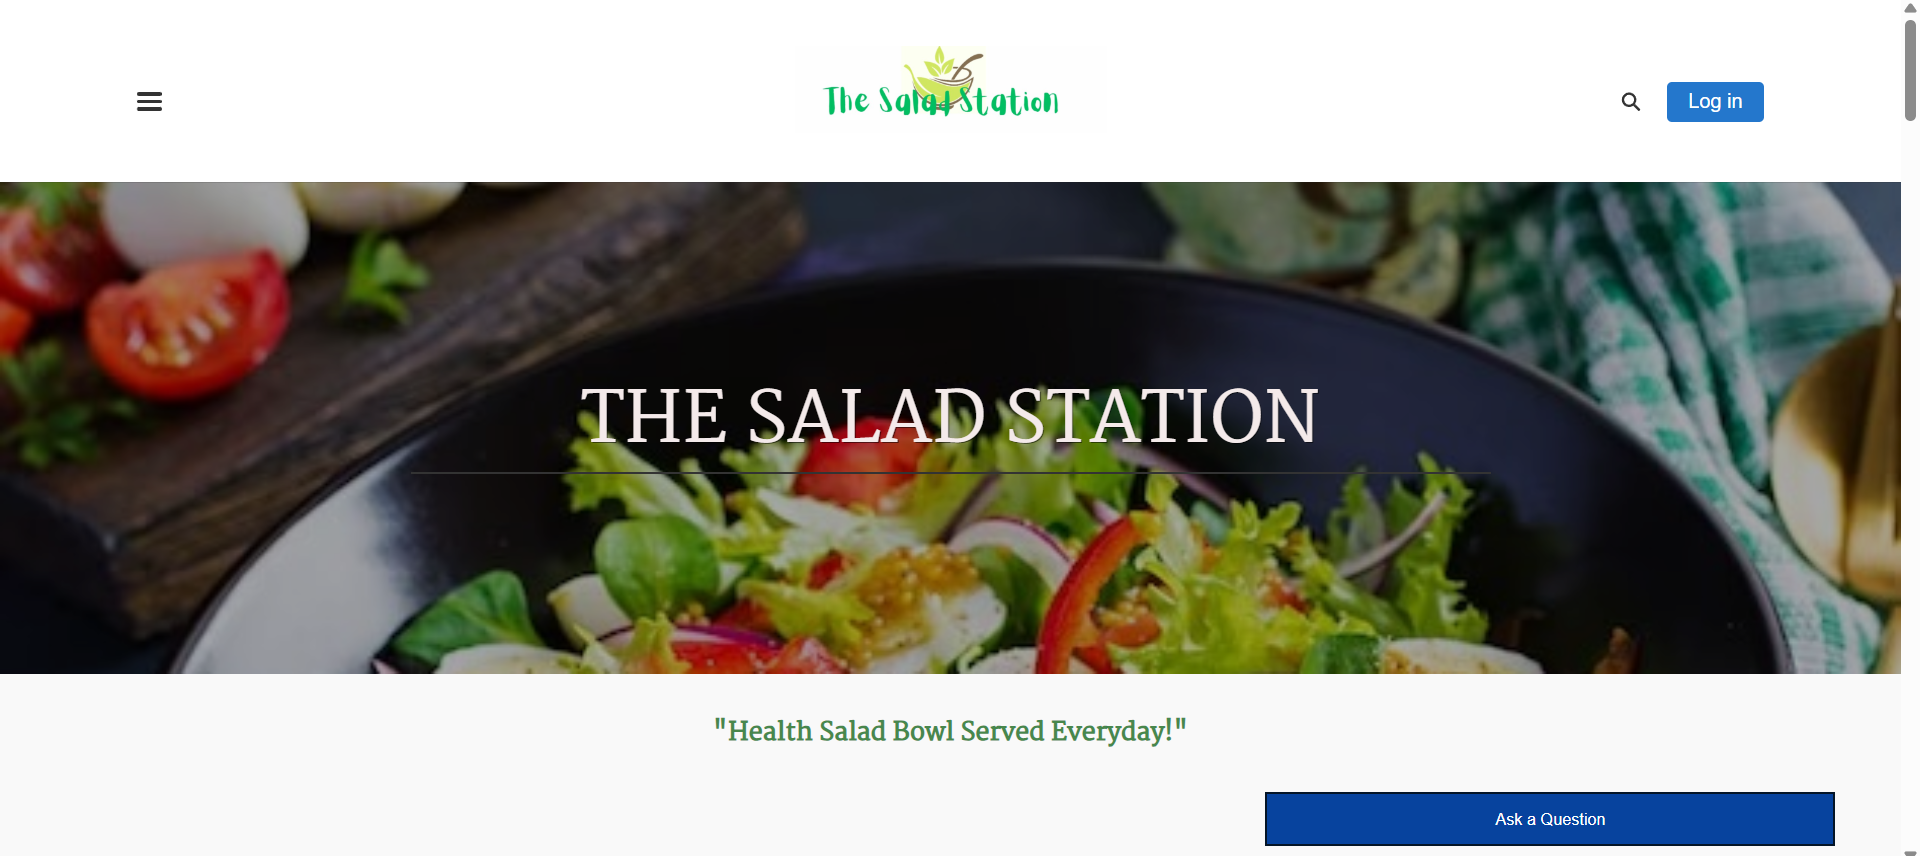 The Salad Station
Log in
THE SALAD STATION
"Health Salad Bowl Served Everyday!"
Ask a Question